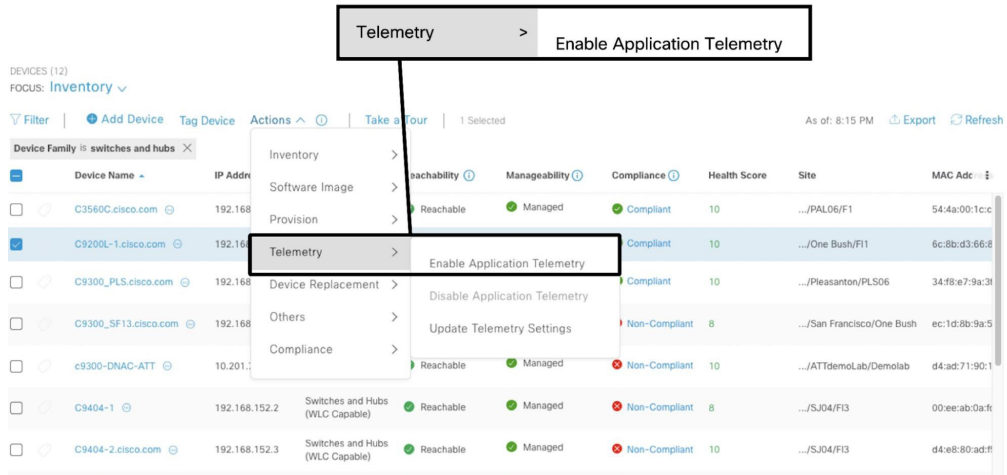 Telemetry > Enable Application Telemetry
DEVICES (12)
FOCUS: Inventory
Filter | Add Device Tag Device Actions | Take a Tour | 1 Selected As of: 8:15 PM Export Refresh
Device Family is switches and hubs
Device Name IP Addre Reachability Manageability Compliance Health Score Site MAC Addre
C3560C.cisco.com 192.168 Reachable Managed Compliant 10 .../PAL06/F1 54:4a:00:1c:c
C9200L-1.cisco.com 192.168 Compliant 10 .../One Bush/Fl1 6c:8b:d3:66:8
C9300_PLS.cisco.com 192.168 Compliant 10 .../Pleasanton/PLS06 34:f8:e7:9a:3f
C9300_SF13.cisco.com 192.168 Non-Compliant 8 .../San Francisco/One Bush ec:1d:8b:9a:5
c9300-DNAC-ATT 10.201. Reachable Managed Non-Compliant 10 .../ATTdemoLab/Demolab d4:ad:71:90:1
C9404-1 192.168.152.2 Switches and Hubs (WLC Capable) Reachable Managed Non-Compliant 8 .../SJ04/Fl3 00:ee:ab:0a:fd
C9404-2.cisco.com 192.168.152.3 Switches and Hubs (WLC Capable) Reachable Managed Non-Compliant 10 .../SJ04/Fl3 d4:e8:80:ad:f
Inventory >
Software Image >
Provision >
Telemetry >
Device Replacement >
Others >
Compliance >
Enable Application Telemetry
Disable Application Telemetry
Update Telemetry Settings